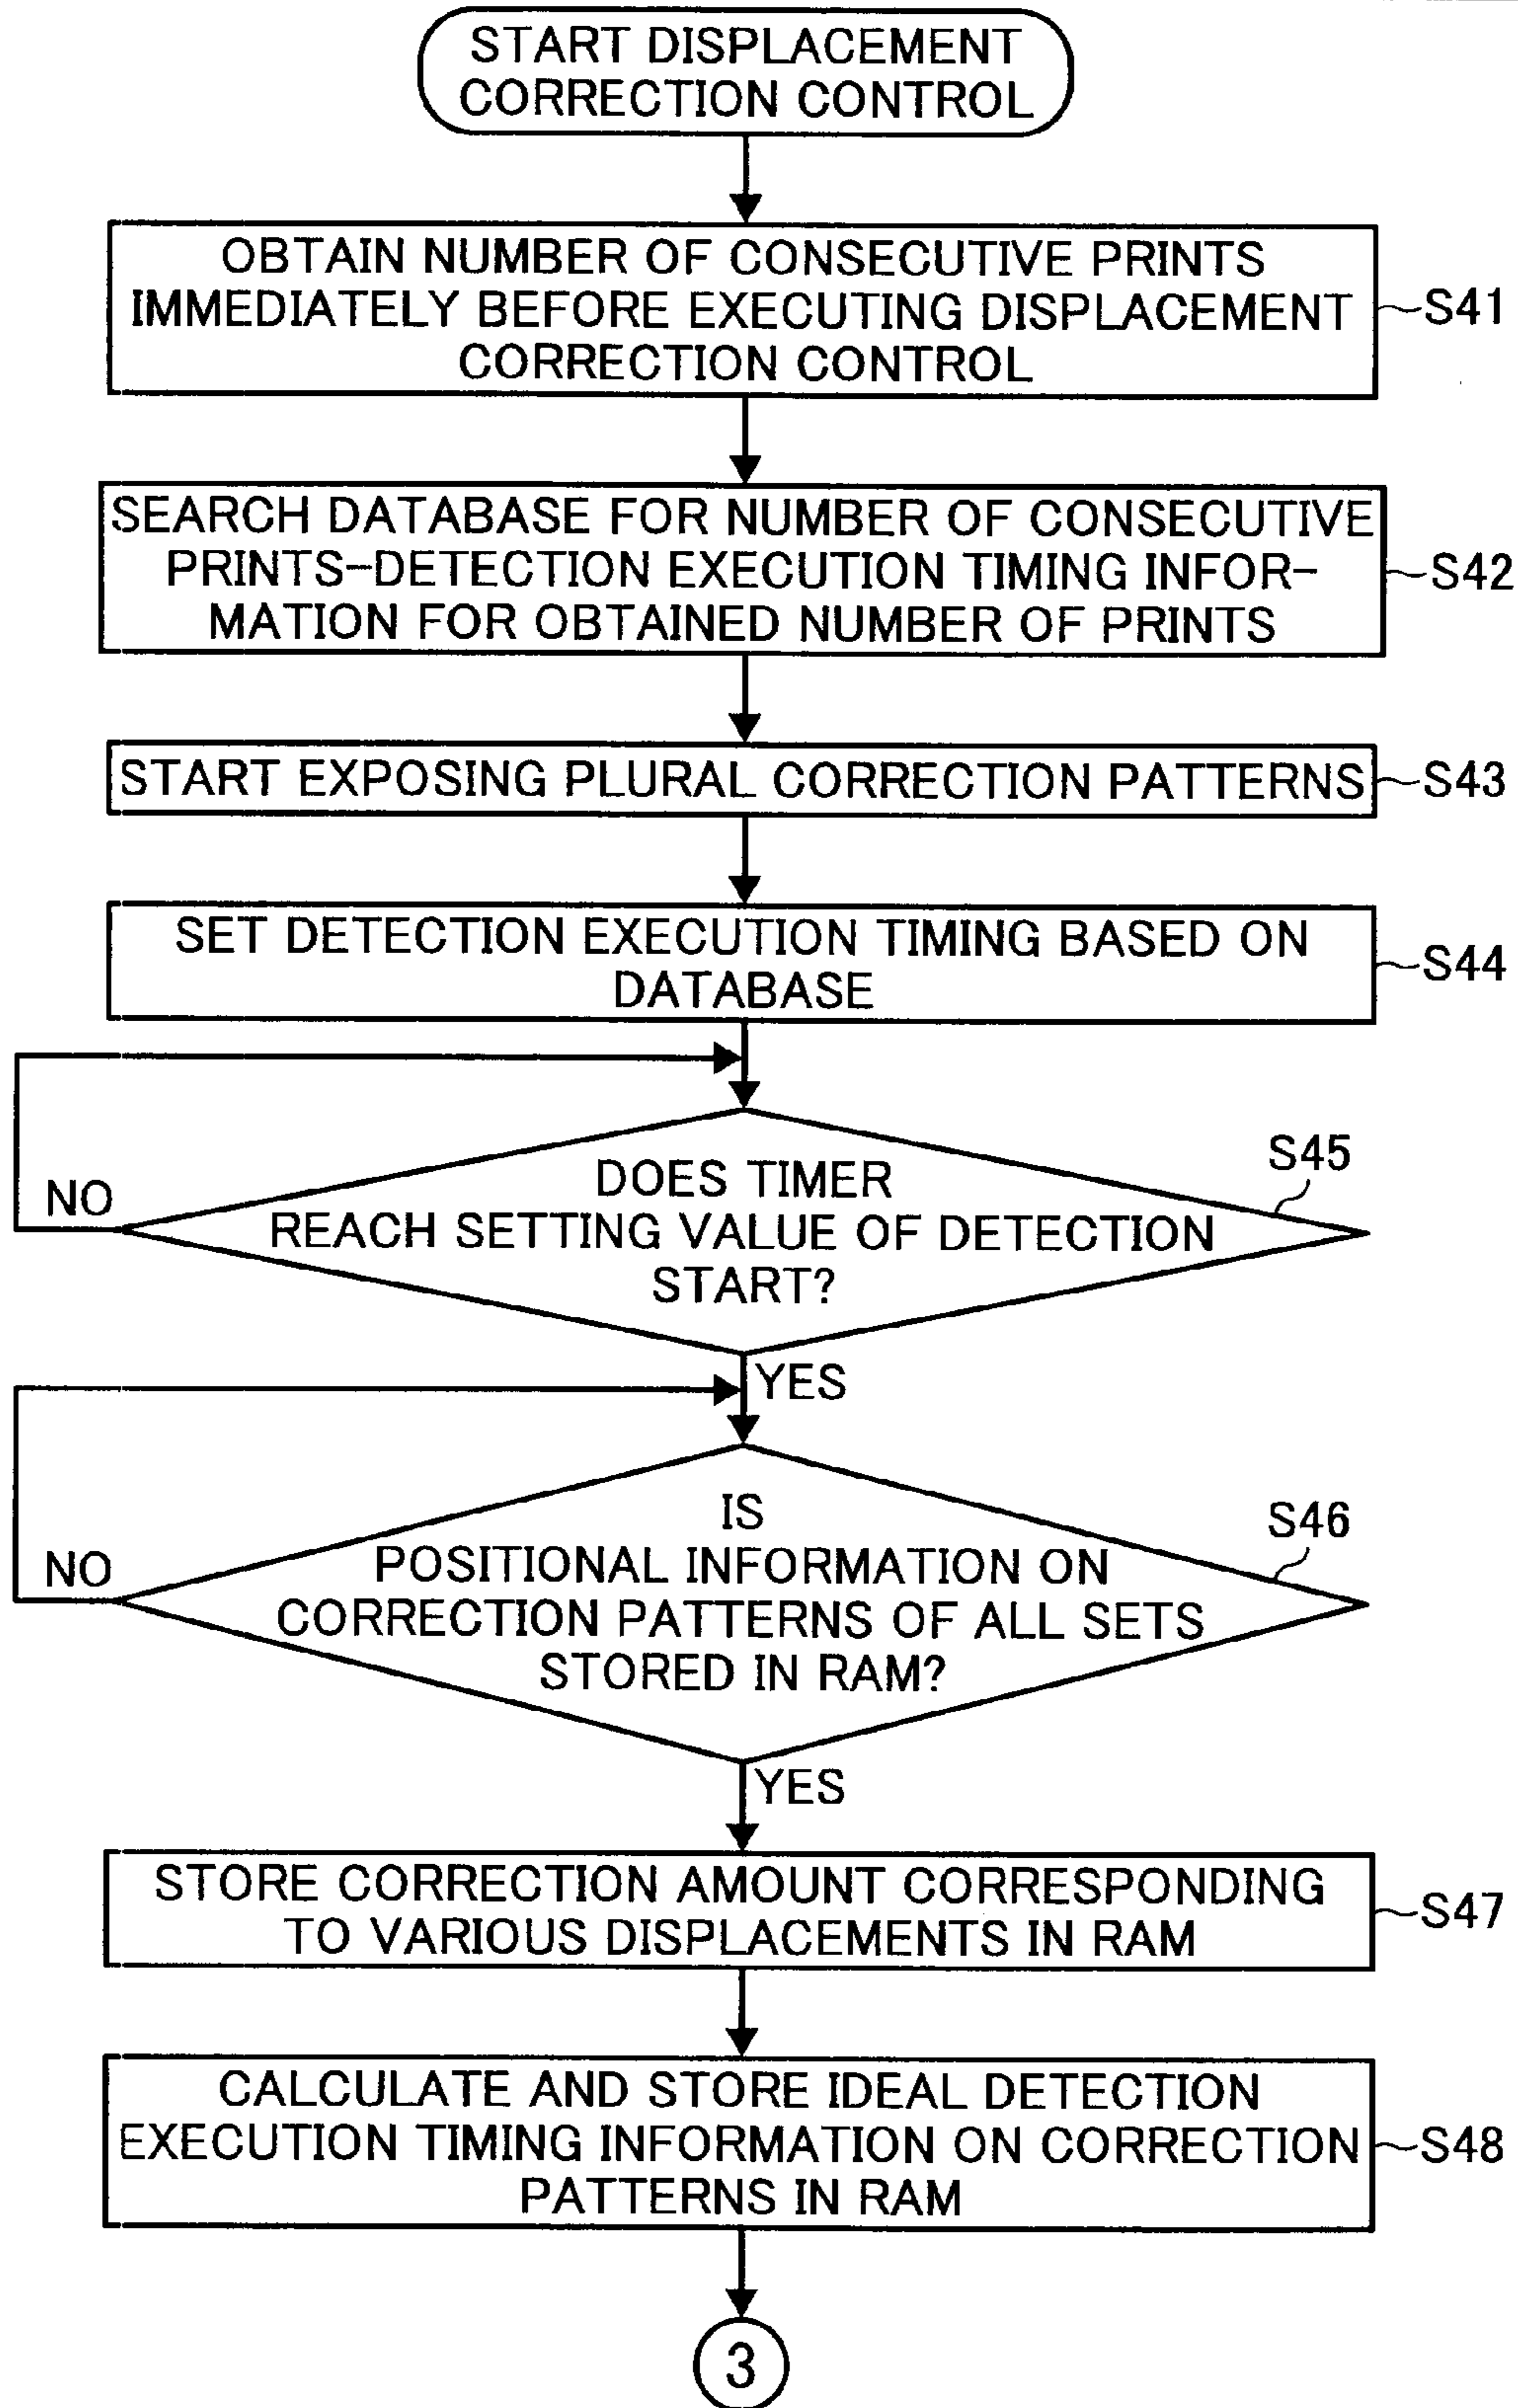 START DISPLACEMENT
CORRECTION CONTROL
OBTAIN NUMBER OF CONSECUTIVE PRINTS
IMMEDIATELY BEFORE EXECUTING DISPLACEMENT
CORRECTION CONTROL
S41
SEARCH DATABASE FOR NUMBER OF CONSECUTIVE
PRINTS-DETECTION EXECUTION TIMING INFOR-
MATION FOR OBTAINED NUMBER OF PRINTS
S42
START EXPOSING PLURAL CORRECTION PATTERNS
S43
SET DETECTION EXECUTION TIMING BASED ON
DATABASE
S44
DOES TIMER
REACH SETTING VALUE OF DETECTION
START?
S45
NO
YES
IS
POSITIONAL INFORMATION ON
CORRECTION PATTERNS OF ALL SETS
STORED IN RAM?
S46
NO
YES
STORE CORRECTION AMOUNT CORRESPONDING
TO VARIOUS DISPLACEMENTS IN RAM
S47
CALCULATE AND STORE IDEAL DETECTION
EXECUTION TIMING INFORMATION ON CORRECTION
PATTERNS IN RAM
S48
3